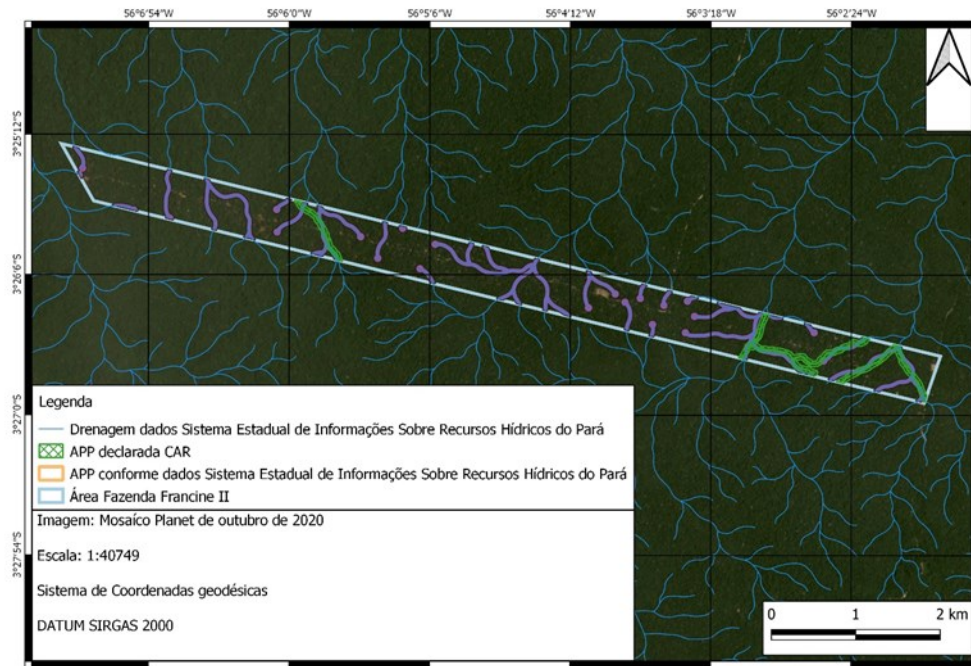 56°6'54"W 56°6'0"W 56°5'6"W 56°4'12"W 56°3'18"W 56°2'24"W
3°25'12"S
3°26'6"S
3°27'0"S
3°27'54"S
Legenda
Drenagem dados Sistema Estadual de Informações Sobre Recursos Hídricos do Pará
APP declarada CAR
APP conforme dados Sistema Estadual de Informações Sobre Recursos Hídricos do Pará
Área Fazenda Francine II
Imagem: Mosaíco Planet de outubro de 2020
Escala: 1:40749
Sistema de Coordenadas geodésicas
DATUM SIRGAS 2000
0 1 2 km